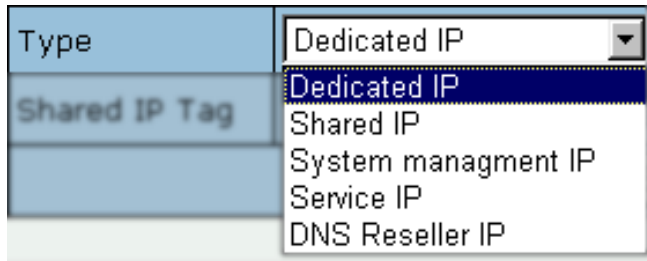 Type
Dedicated IP
Dedicated IP
Shared IP Tag
Shared IP
System managment IP
Service IP
DNS Reseller IP